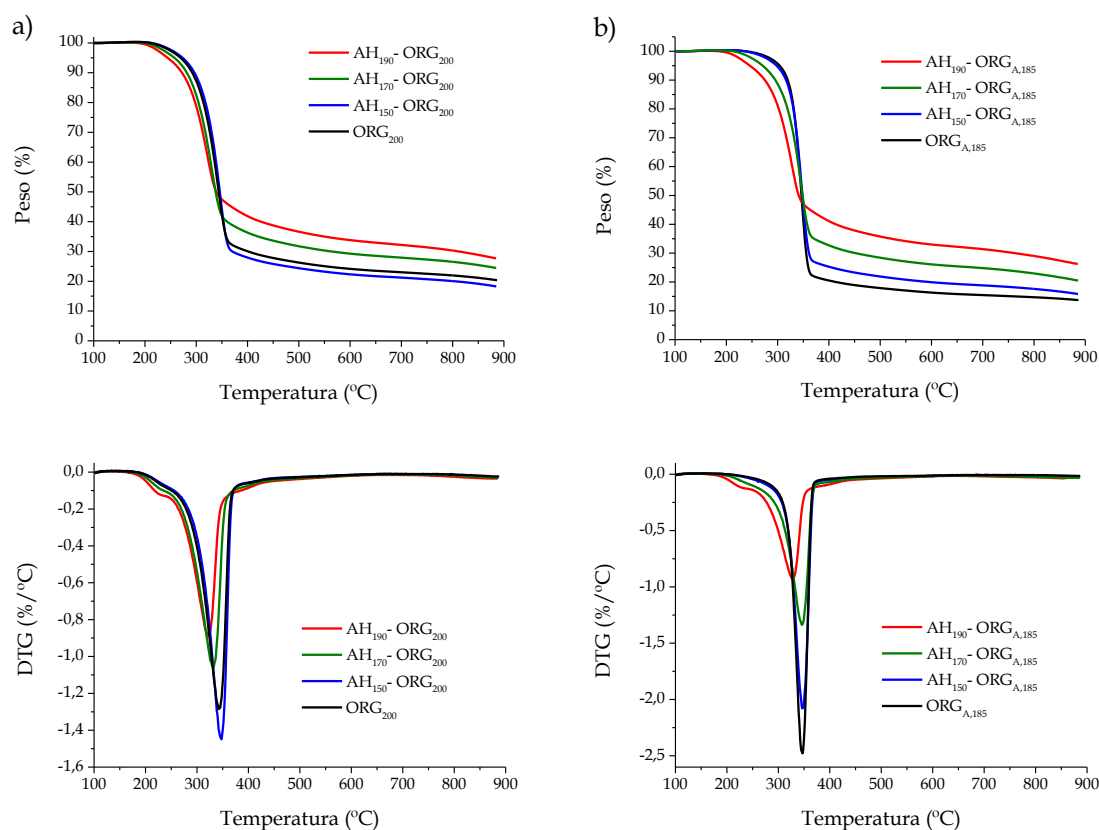 a)
100
90
80
70
60
50
40
30
20
10
0
Peso (%)
AH190- ORG200
AH170- ORG200
AH150- ORG200
ORG200
100 200 300 400 500 600 700 800 900
Temperatura (ºC)
b)
100
90
80
70
60
50
40
30
20
10
0
Peso (%)
AH190- ORGA,185
AH170- ORGA,185
AH150- ORGA,185
ORGA,185
100 200 300 400 500 600 700 800 900
Temperatura (ºC)
0,0
-0,2
-0,4
-0,6
-0,8
-1,0
-1,2
-1,4
-1,6
DTG (%/ºC)
AH190- ORG200
AH170- ORG200
AH150- ORG200
ORG200
100 200 300 400 500 600 700 800 900
Temperatura (ºC)
0,0
-0,5
-1,0
-1,5
-2,0
-2,5
DTG (%/ºC)
AH190- ORGA,185
AH170- ORGA,185
AH150- ORGA,185
ORGA,185
100 200 300 400 500 600 700 800 900
Temperatura (ºC)